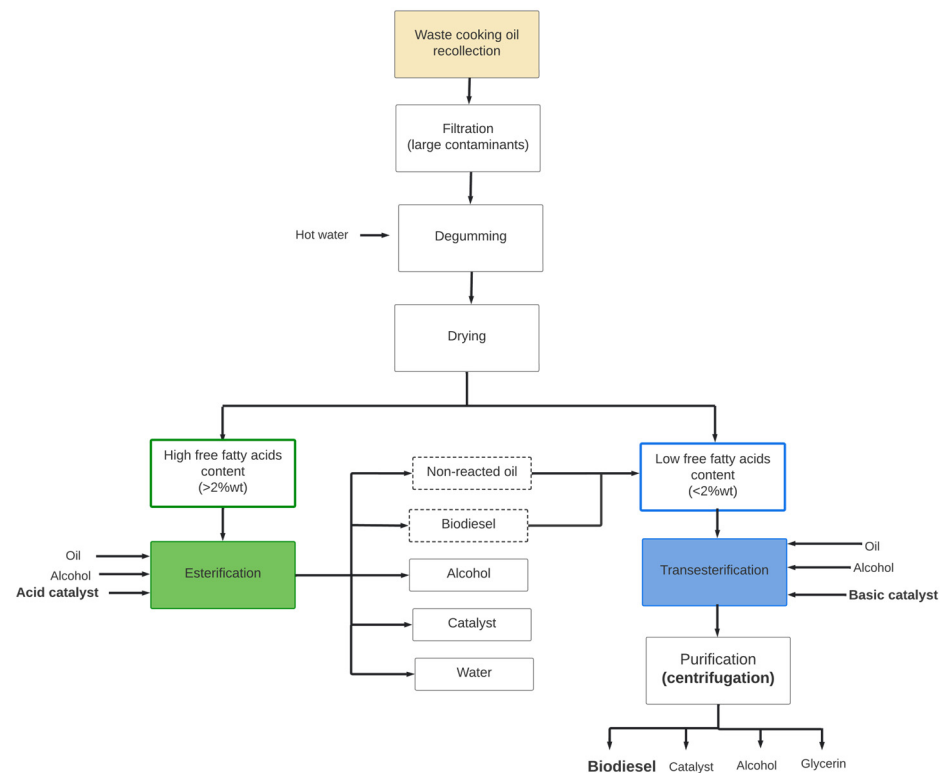 Waste cooking oil
recollection
Filtration
(large contaminants)
Hot water
Degumming
Drying
High free fatty acids
content
(>2%wt)
Non-reacted oil
Low free fatty acids
content
(<2%wt)
Biodiesel
Oil
Alcohol
Acid catalyst
Esterification
Alcohol
Catalyst
Water
Transesterification
Oil
Alcohol
Basic catalyst
Purification
(centrifugation)
Biodiesel
Catalyst
Alcohol
Glycerin